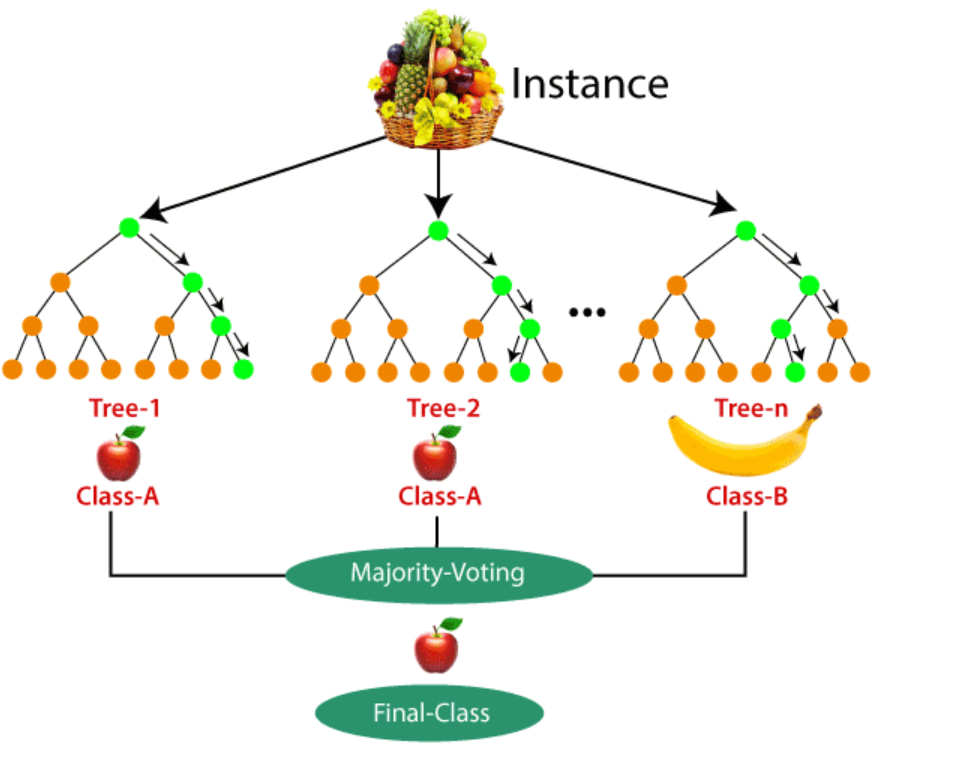 Instance
...
Tree-1
Tree-2
Tree-n
Class-A
Class-A
Class-B
Majority-Voting
Final-Class